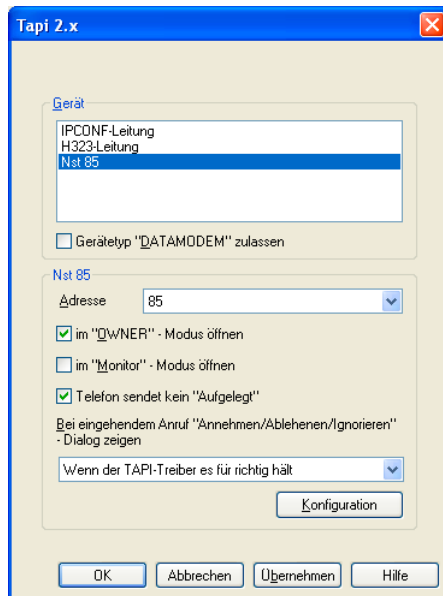 Tapi 2.x
Gerät
IPCONF-Leitung
H323-Leitung
Nst 85
Gerätetyp "DATAMODEM" zulassen
Nst 85
Adresse 85
im "OWNER" - Modus öffnen
im "Monitor" - Modus öffnen
Telefon sendet kein "Aufgelegt"
Bei eingehendem Anruf "Annehmen/Ablehenen/Ignorieren"
- Dialog zeigen
Wenn der TAPI-Treiber es für richtig hält
Konfiguration
OK Abbrechen Übernehmen Hilfe